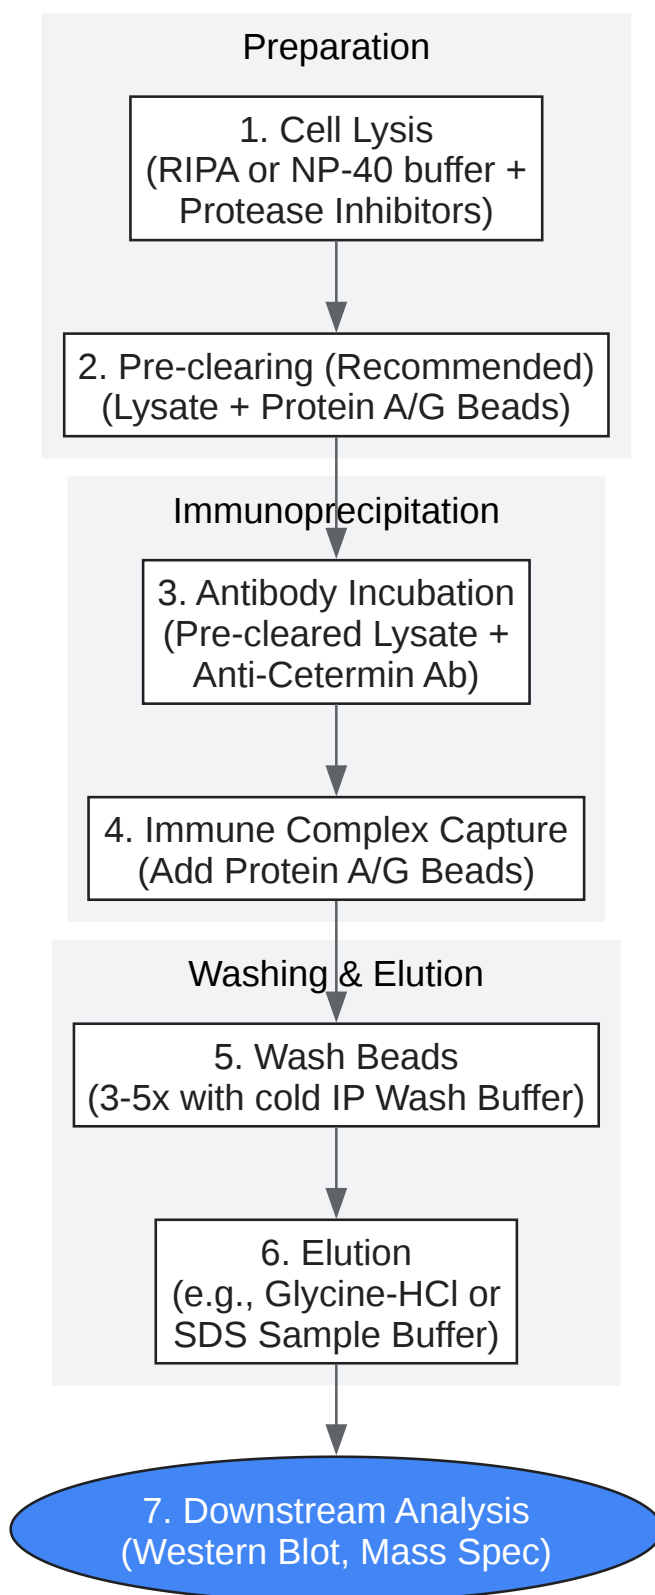 Preparation
1. Cell Lysis
(RIPA or NP-40 buffer +
Protease Inhibitors)
2. Pre-clearing (Recommended)
(Lysate + Protein A/G Beads)
Immunoprecipitation
3. Antibody Incubation
(Pre-cleared Lysate +
Anti-Cetermin Ab)
4. Immune Complex Capture
(Add Protein A/G Beads)
Washing & Elution
5. Wash Beads
(3-5x with cold IP Wash Buffer)
6. Elution
(e.g., Glycine-HCl or
SDS Sample Buffer)
7. Downstream Analysis
(Western Blot, Mass Spec)